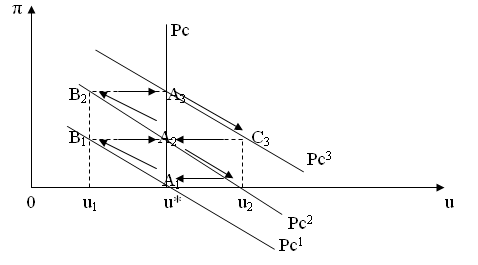 π
Pc
B₂
A₃
B₁
A₂
C₃
Pc³
A₁
0
u₁
u*
u₂
u
Pc²
Pc¹